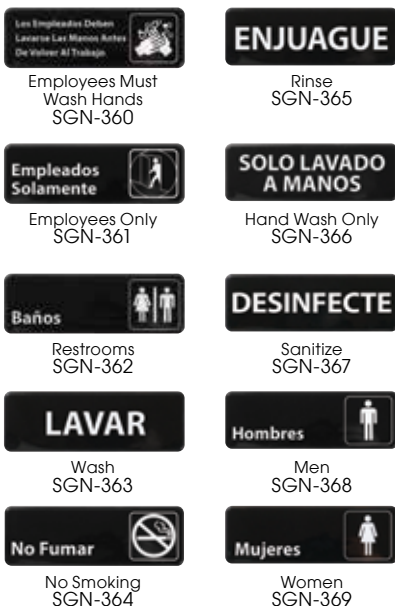 Los Empleados Deben
Lavarse Las Manos Antes
De Volver Al Trabajo
Employees Must
Wash Hands
SGN-360
ENJUAGUE
Rinse
SGN-365
Empleados
Solamente
Employees Only
SGN-361
SOLO LAVADO
A MANOS
Hand Wash Only
SGN-366
Baños
Restrooms
SGN-362
DESINFECTE
Sanitize
SGN-367
LAVAR
Wash
SGN-363
Hombres
Men
SGN-368
No Fumar
No Smoking
SGN-364
Mujeres
Women
SGN-369